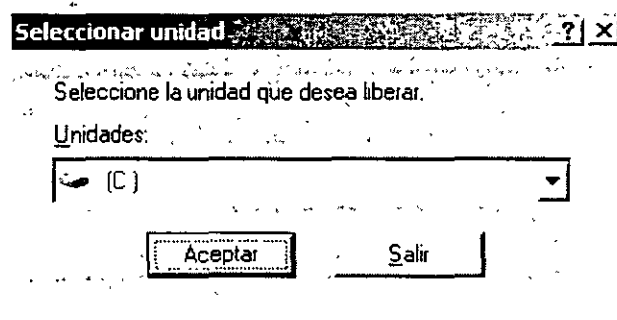 Seleccionar unidad ? ×
Seleccione la unidad que desea liberar.
Unidades:
(C )
Aceptar Salir